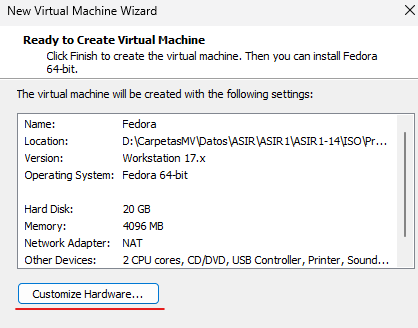 New Virtual Machine Wizard
Ready to Create Virtual Machine
Click Finish to create the virtual machine. Then you can install Fedora
64-bit.
The virtual machine will be created with the following settings:
Name: Fedora
Location: D:\CarpetasMV\Datos\ASIR\ASIR1\ASIR1-14\ISO\Pr...
Version: Workstation 17.x
Operating System: Fedora 64-bit
Hard Disk: 20 GB
Memory: 4096 MB
Network Adapter: NAT
Other Devices: 2 CPU cores, CD/DVD, USB Controller, Printer, Sound...
Customize Hardware...